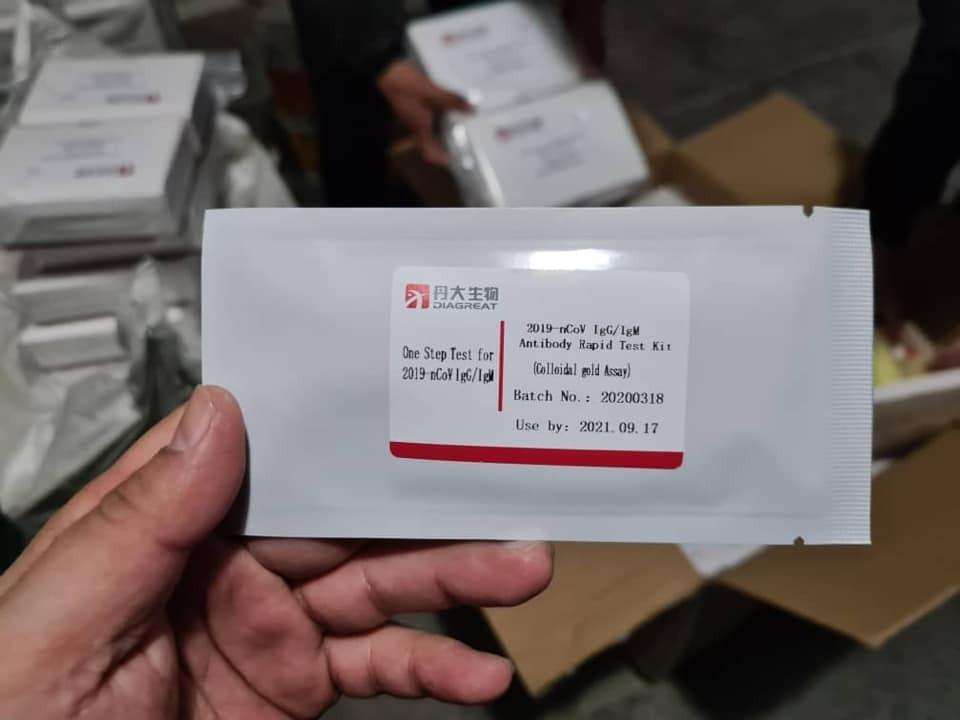 丹大生物
DIAGREAT
One Step Test for
2019-nCoV IgG/IgM
2019-nCoV IgG/IgM
Antibody Rapid Test Kit
(Colloidal gold Assay)
Batch No.: 20200318
Use by: 2021.09.17